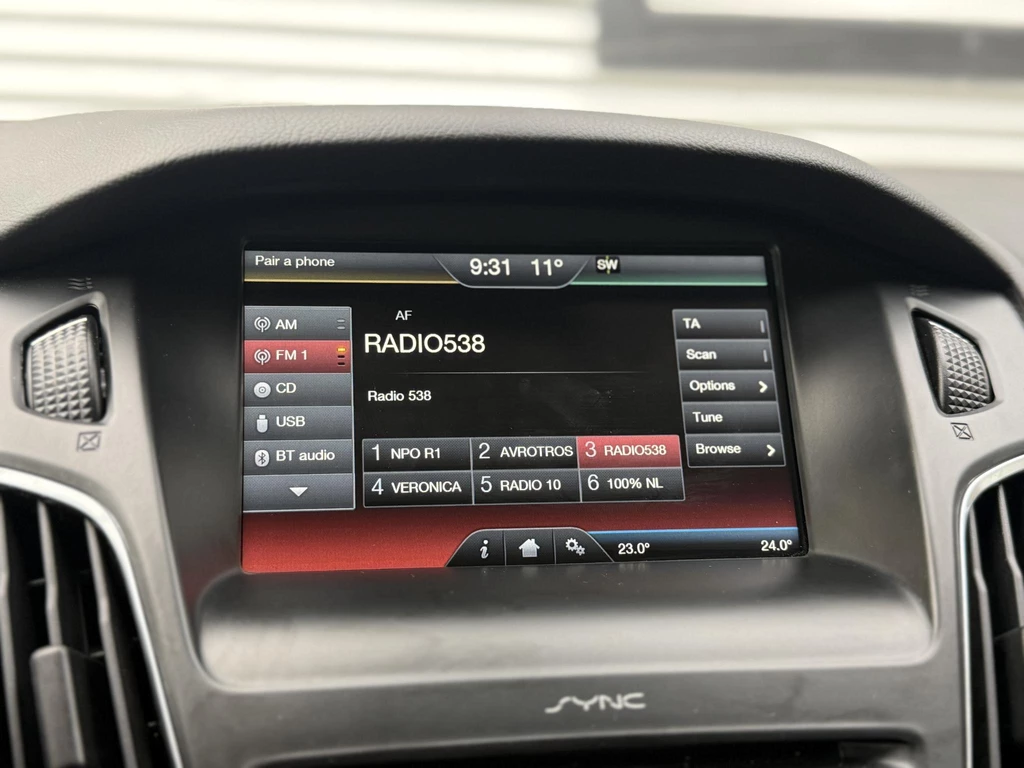 Pair a phone
9:31 11° SW
AM
FM 1
CD
USB
BT audio
AF
RADIO538
Radio 538
1 NPO R1 2 AVROTROS 3 RADIO538
4 VERONICA 5 RADIO 10 6 100% NL
TA
Scan
Options
Tune
Browse
i
23.0° 24.0°
SYNC